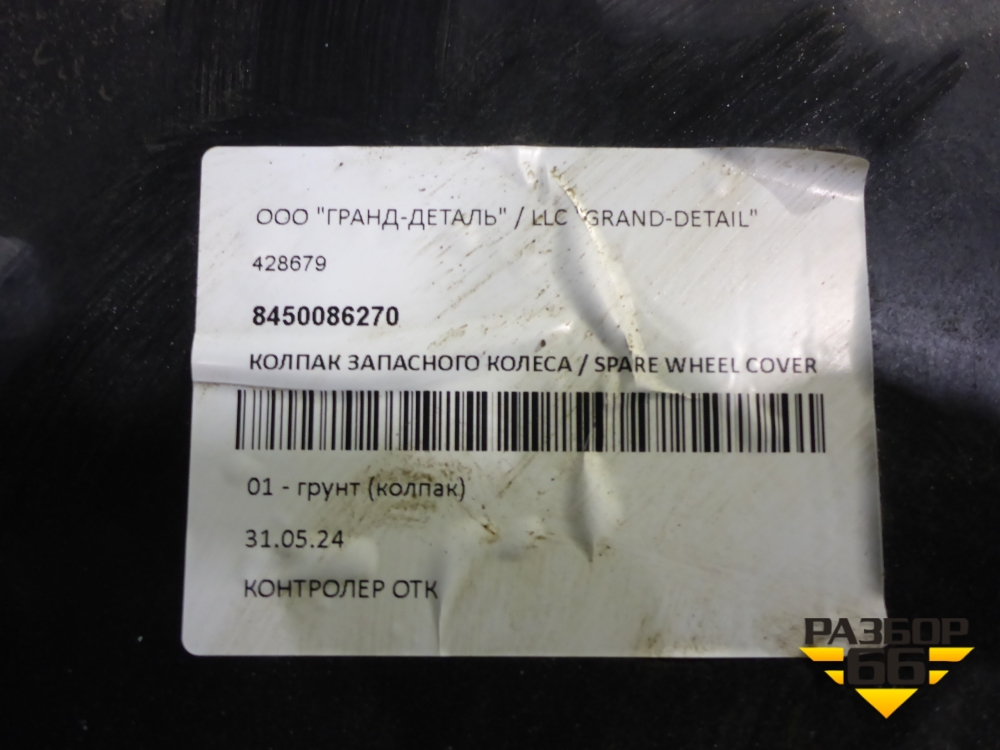 ООО "ГРАНД-ДЕТАЛЬ" / LLC "GRAND-DETAIL"
428679
8450086270
КОЛПАК ЗАПАСНОГО КОЛЕСА / SPARE WHEEL COVER
01 - грунт (колпак)
31.05.24
КОНТРОЛЕР ОТК
РАЗБОР
66